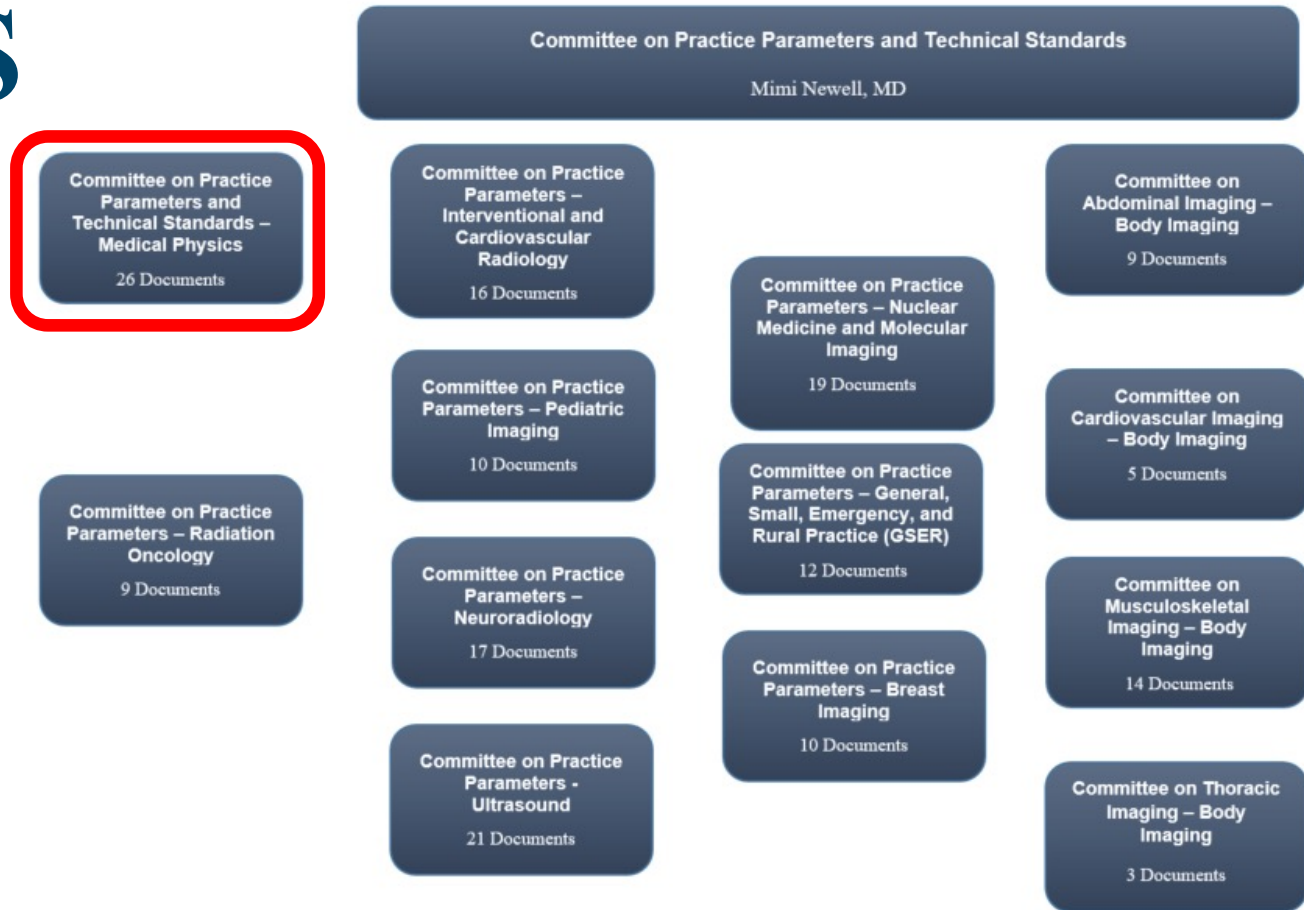 S
Committee on Practice Parameters and Technical Standards
Mimi Newell, MD
Committee on Practice
Parameters and
Technical Standards –
Medical Physics
26 Documents
Committee on Practice
Parameters – Radiation
Oncology
9 Documents
Committee on Practice
Parameters –
Interventional and
Cardiovascular
Radiology
16 Documents
Committee on Practice
Parameters – Pediatric
Imaging
10 Documents
Committee on Practice
Parameters –
Neuroradiology
17 Documents
Committee on Practice
Parameters -
Ultrasound
21 Documents
Committee on Practice
Parameters – Nuclear
Medicine and Molecular
Imaging
19 Documents
Committee on Practice
Parameters – General,
Small, Emergency, and
Rural Practice (GSER)
12 Documents
Committee on Practice
Parameters – Breast
Imaging
10 Documents
Committee on
Abdominal Imaging –
Body Imaging
9 Documents
Committee on
Cardiovascular Imaging
– Body Imaging
5 Documents
Committee on
Musculoskeletal
Imaging – Body
Imaging
14 Documents
Committee on Thoracic
Imaging – Body
Imaging
3 Documents